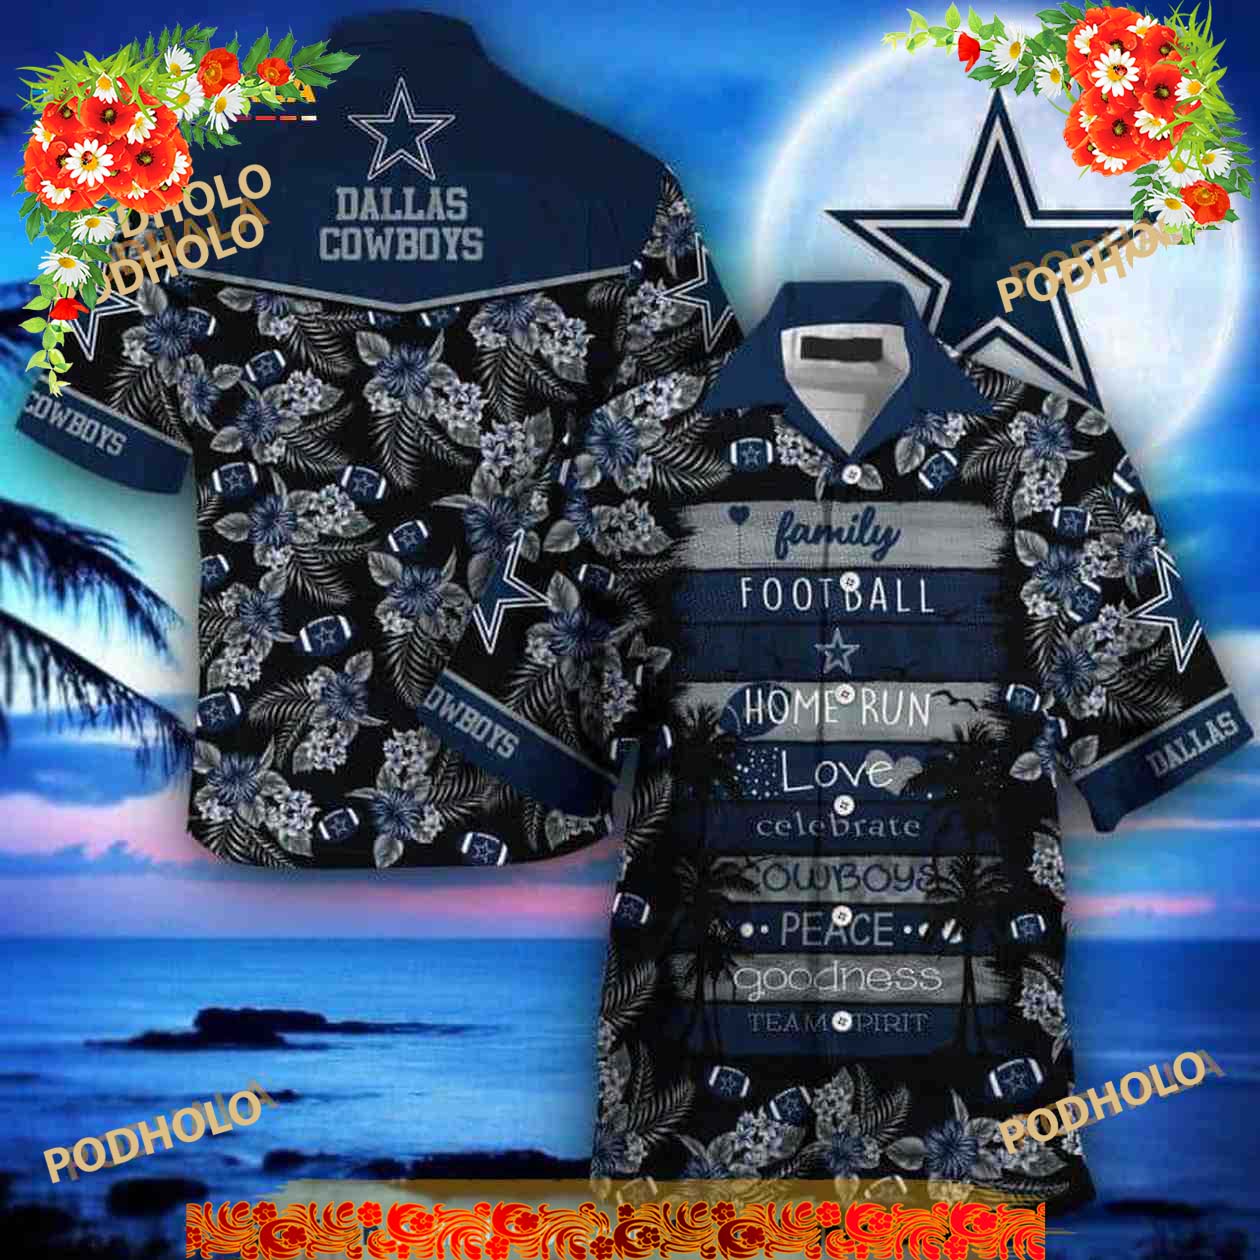 PODHOLO
PODHOLO
DALLAS
COWBOYS
PODHOLO
COWBOYS
family
FOOTBALL
HOME RUN
Love
celebrate
COWBOYS
PEACE
goodness
TEAM SPIRIT
OWBOYS
DALLAS
PODHOLO
PODHOLO